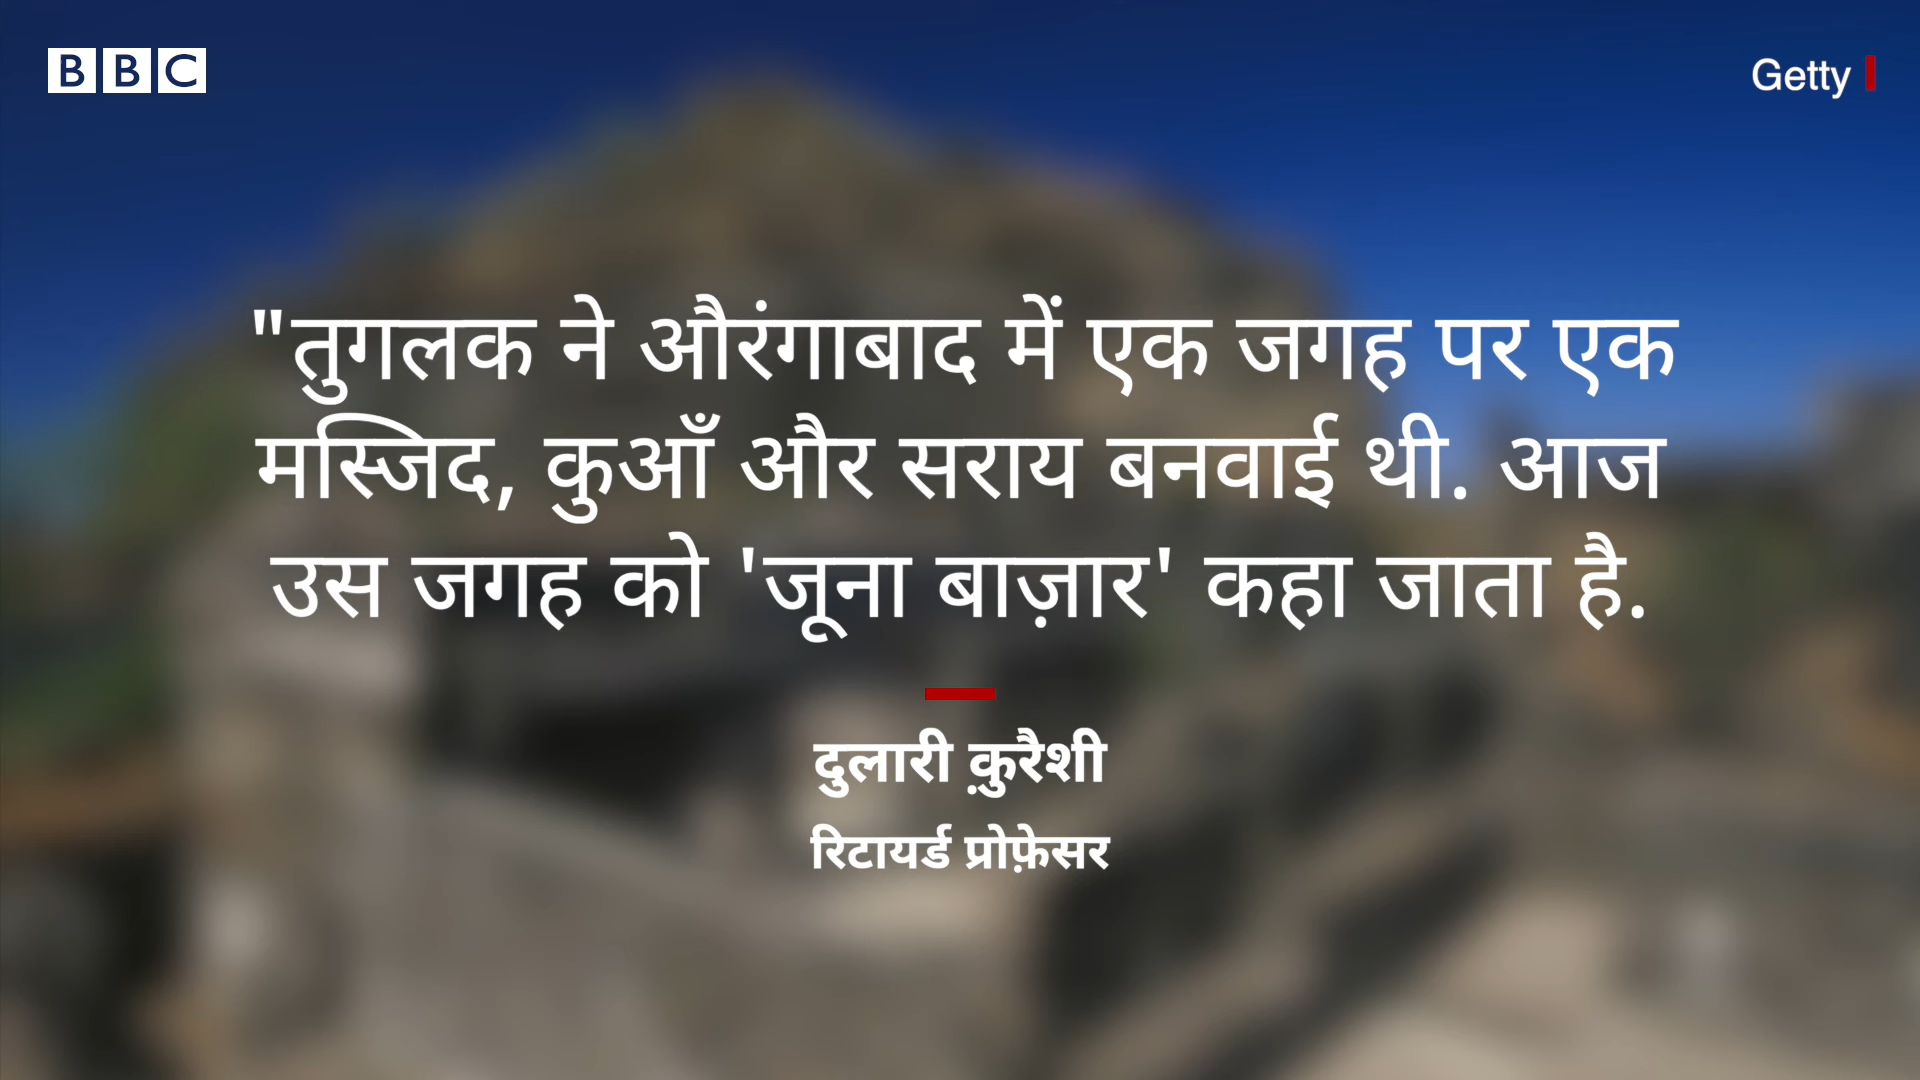 BBC
Getty
"तुगलक ने औरंगाबाद में एक जगह पर एक
मस्जिद, कुआँ और सराय बनवाई थी. आज
उस जगह को 'जूना बाज़ार' कहा जाता है.
दुलारी क़ुरैशी
रिटायर्ड प्रोफ़ेसर